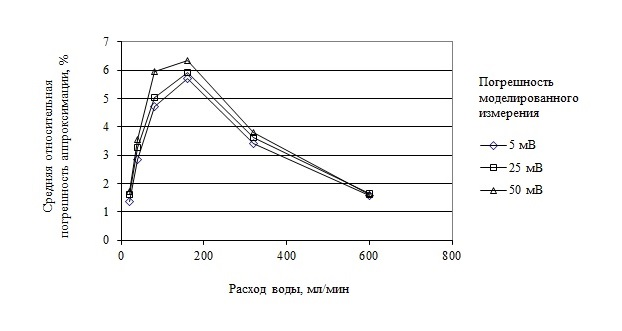 7
6
5
4
3
2
1
0
0 200 400 600 800
Средняя относительная
погрешность аппроксимации, %
Расход воды, мл/мин
Погрешность
моделированного
измерения
5 мВ
25 мВ
50 мВ